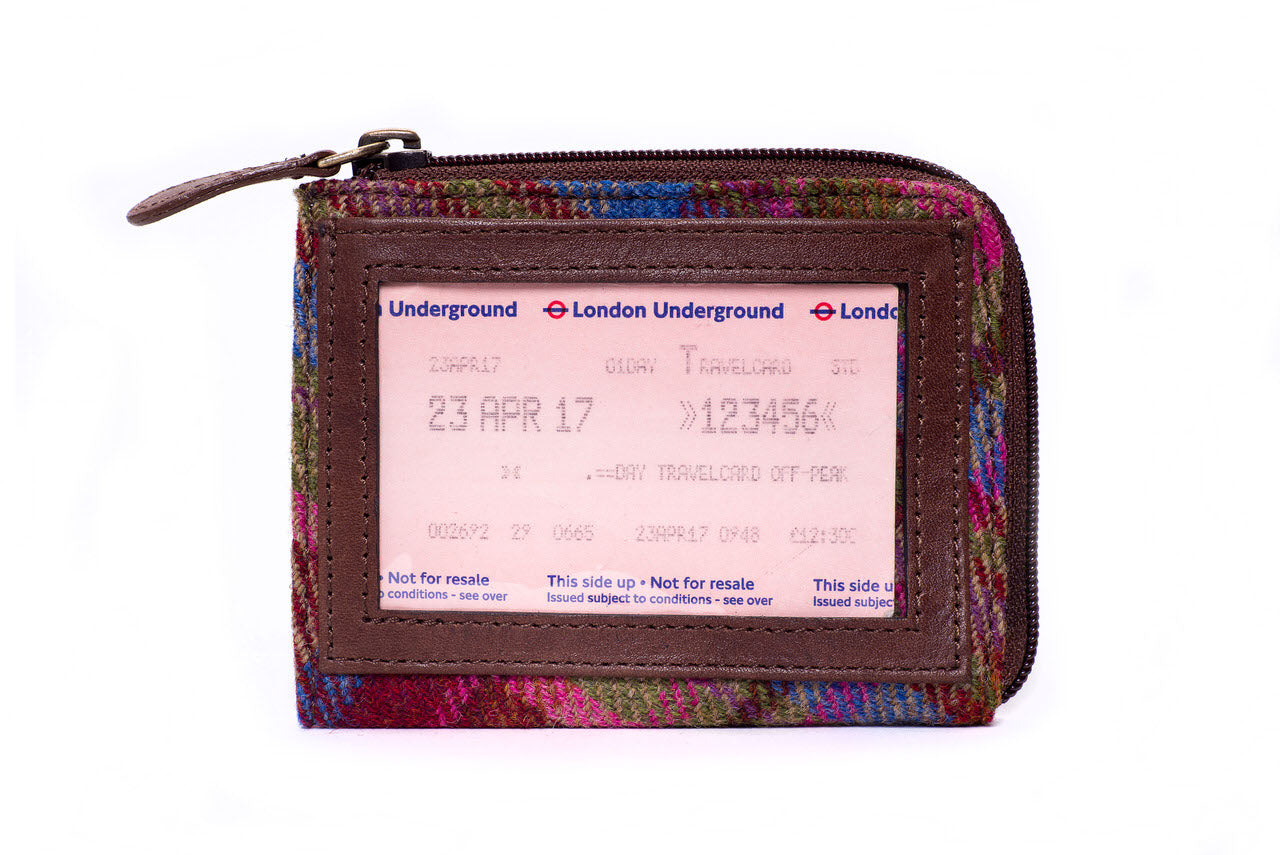 Underground London Underground Londo
23APR17 01DAY TRAVELCARD STD
23 APR 17 »123456«
.==DAY TRAVELCARD OFF-PEAK
002692 29 0665 23APR17 0948 £12:30
• Not for resale This side up • Not for resale This side u
to conditions - see over Issued subject to conditions - see over Issued subject